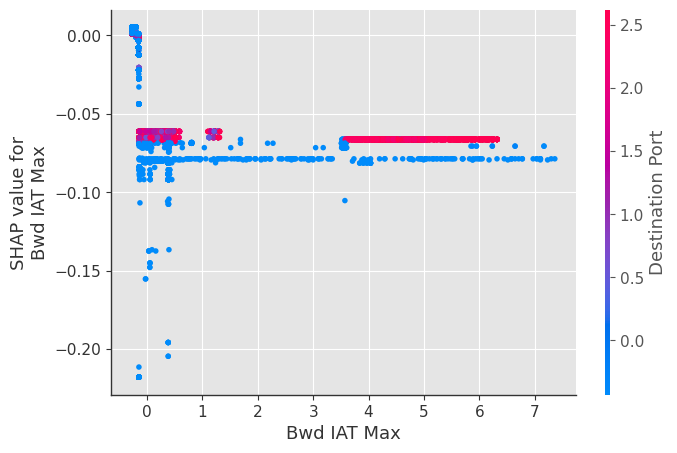 0.00
−0.05
−0.10
−0.15
−0.20
SHAP value for
Bwd IAT Max
0 1 2 3 4 5 6 7
Bwd IAT Max
2.5
2.0
1.5
1.0
0.5
0.0
Destination Port